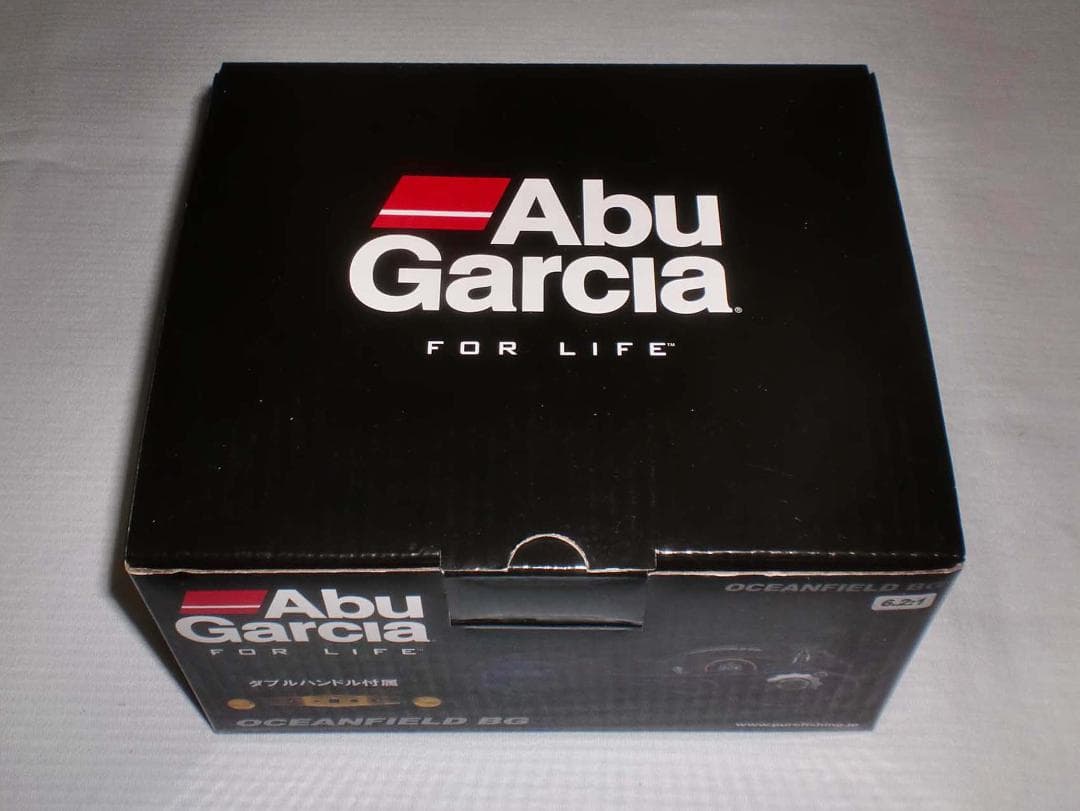 Abu
Garcia®
FOR LIFE™
Abu
Garcia
FOR LIFE
ダブルハンドル付属
OCEANFIELD BG
OCEANFIELD BG
6.2:1
www.purefishing.jp